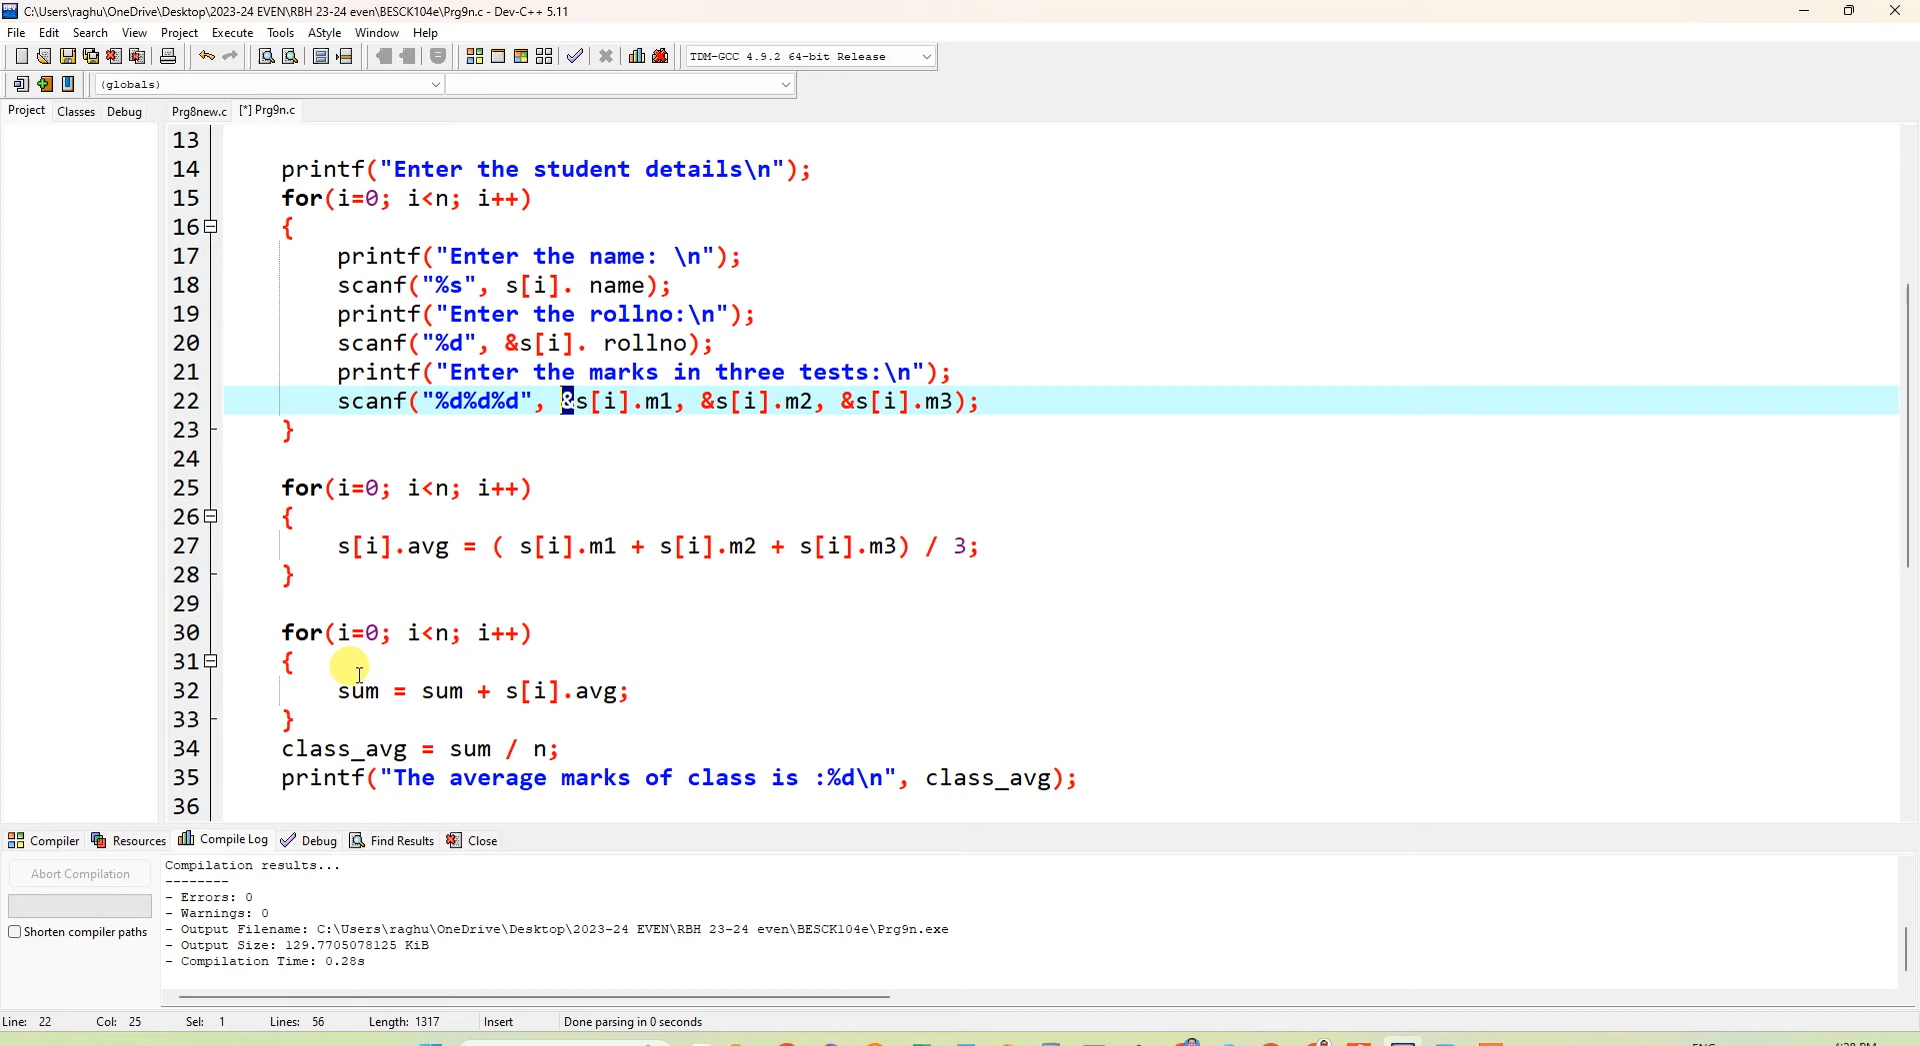 C:\Users\raghu\OneDrive\Desktop\2023-24 EVEN\RBH 23-24 even\BESCK104e\Prg9n.c - Dev-C++ 5.11
File Edit Search View Project Execute Tools AStyle Window Help
TDM-GCC 4.9.2 64-bit Release
(globals)
Project Classes Debug Prg8new.c [*] Prg9n.c
13
14 printf("Enter the student details\n");
15 for(i=0; i<n; i++)
16 {
17 printf("Enter the name: \n");
18 scanf("%s", s[i]. name);
19 printf("Enter the rollno:\n");
20 scanf("%d", &s[i]. rollno);
21 printf("Enter the marks in three tests:\n");
22 scanf("%d%d%d", &s[i].m1, &s[i].m2, &s[i].m3);
23 }
24
25 for(i=0; i<n; i++)
26 {
27 s[i].avg = ( s[i].m1 + s[i].m2 + s[i].m3) / 3;
28 }
29
30 for(i=0; i<n; i++)
31 {
32 sum = sum + s[i].avg;
33 }
34 class_avg = sum / n;
35 printf("The average marks of class is :%d\n", class_avg);
36
Compiler Resources Compile Log Debug Find Results Close
Abort Compilation
Shorten compiler paths
Compilation results...
--------
- Errors: 0
- Warnings: 0
- Output Filename: C:\Users\raghu\OneDrive\Desktop\2023-24 EVEN\RBH 23-24 even\BESCK104e\Prg9n.exe
- Output Size: 129.7705078125 KiB
- Compilation Time: 0.28s
Line: 22 Col: 25 Sel: 1 Lines: 56 Length: 1317 Insert Done parsing in 0 seconds